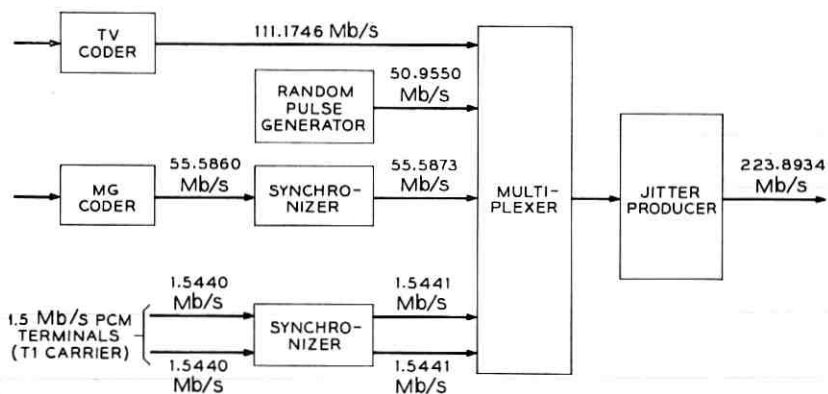 TV
CODER
111.1746 Mb/s
RANDOM
PULSE
GENERATOR
50.9550
Mb/s
MG
CODER
55.5860
Mb/s
SYNCHRO-
NIZER
55.5873
Mb/s
MULTI-
PLEXER
JITTER
PRODUCER
223.8934
Mb/s
1.5 Mb/s PCM
TERMINALS
(T1 CARRIER)
1.5440
Mb/s
1.5440
Mb/s
SYNCHRO-
NIZER
1.5441
Mb/s
1.5441
Mb/s